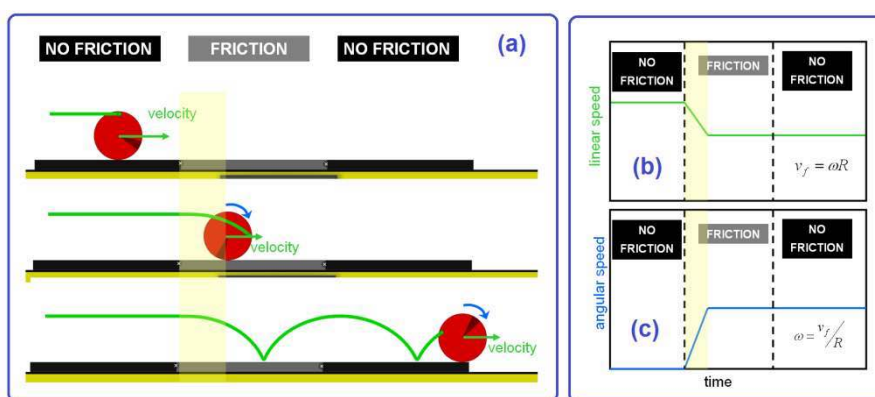 NO FRICTION
FRICTION
NO FRICTION
(a)
velocity
velocity
velocity
linear speed
NO
FRICTION
FRICTION
NO
FRICTION
(b)
v_f = ωR
angular speed
NO
FRICTION
FRICTION
NO
FRICTION
(c)
ω = v_f/R
time